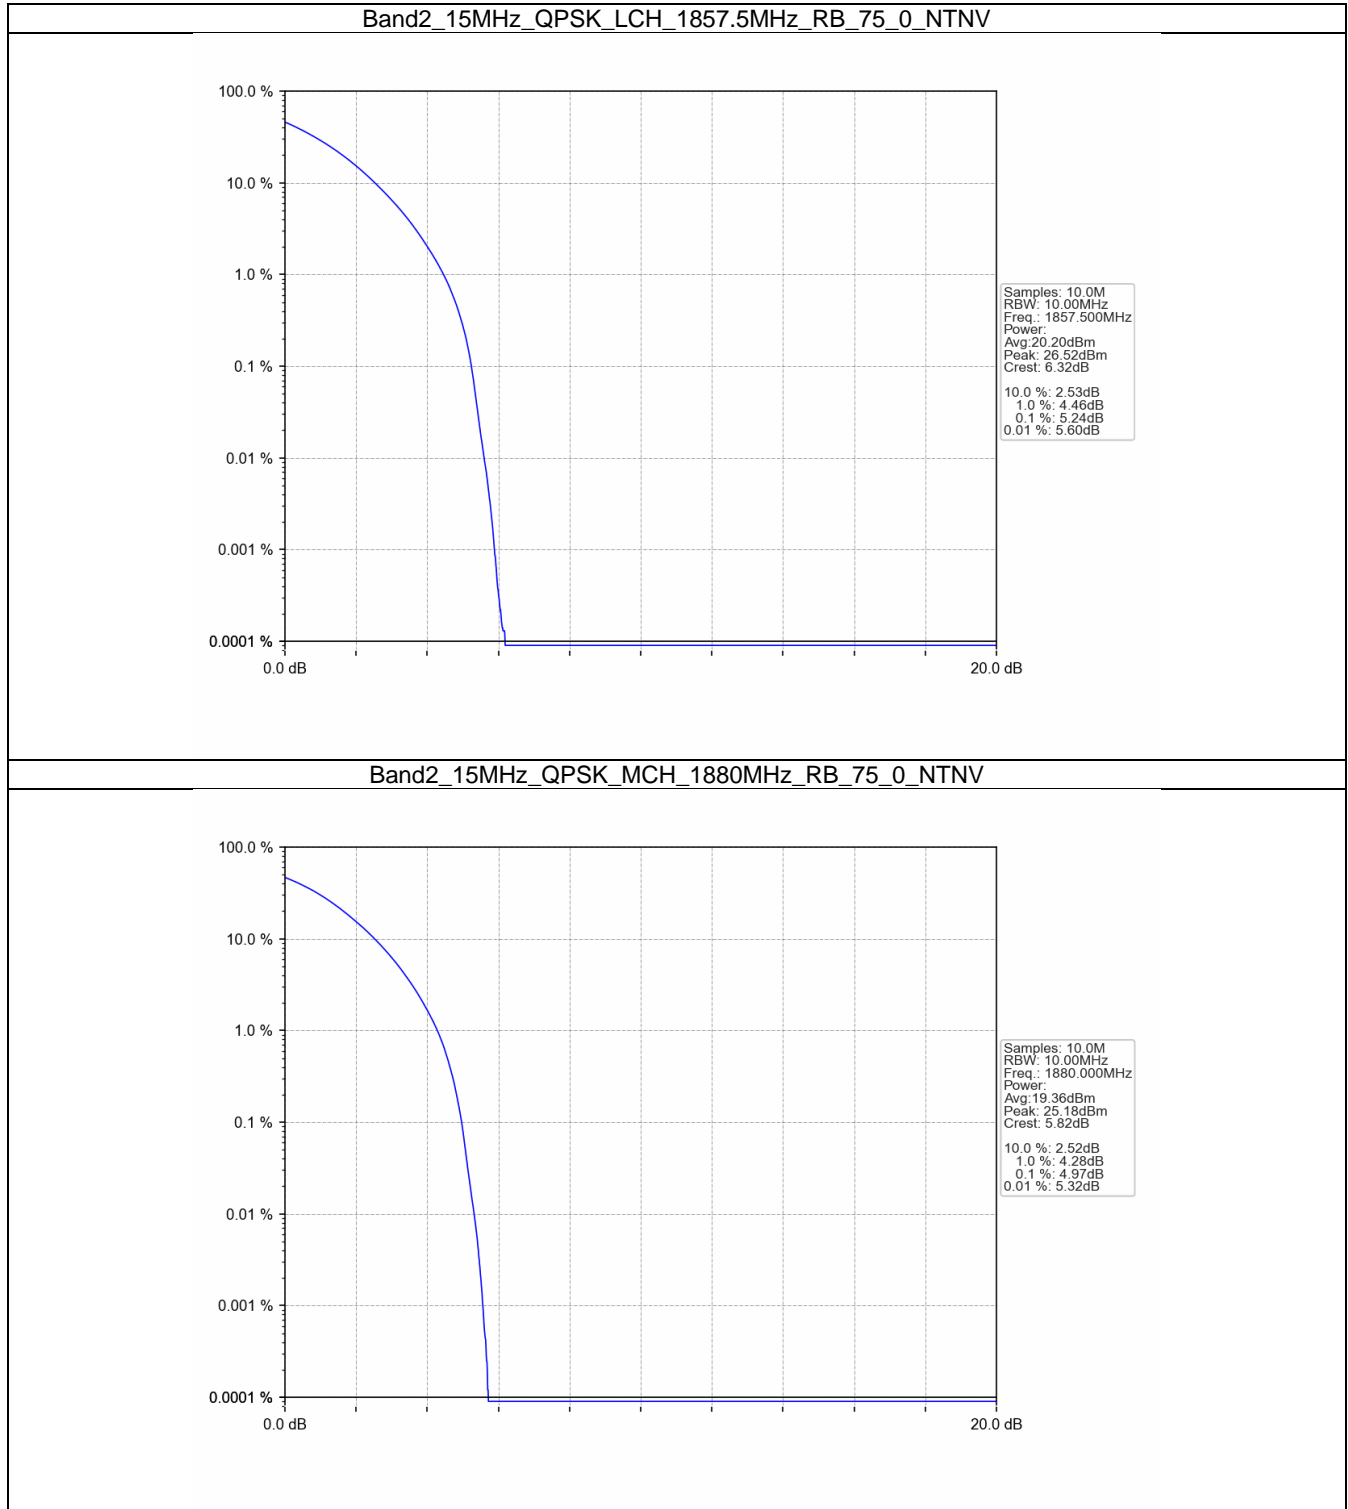 Band2_15MHz_QPSK_LCH_1857.5MHz_RB_75_0_NTNV
100.0 %
10.0 %
1.0 %
0.1 %
0.01 %
0.001 %
0.0001 %
0.0 dB
20.0 dB
Samples: 10.0M
RBW: 10.00MHz
Freq.: 1857.500MHz
Power:
Avg:20.20dBm
Peak: 26.52dBm
Crest: 6.32dB
10.0 %: 2.53dB
1.0 %: 4.46dB
0.1 %: 5.24dB
0.01 %: 5.60dB
Band2_15MHz_QPSK_MCH_1880MHz_RB_75_0_NTNV
100.0 %
10.0 %
1.0 %
0.1 %
0.01 %
0.001 %
0.0001 %
0.0 dB
20.0 dB
Samples: 10.0M
RBW: 10.00MHz
Freq.: 1880.000MHz
Power:
Avg:19.36dBm
Peak: 25.18dBm
Crest: 5.82dB
10.0 %: 2.52dB
1.0 %: 4.28dB
0.1 %: 4.97dB
0.01 %: 5.32dB